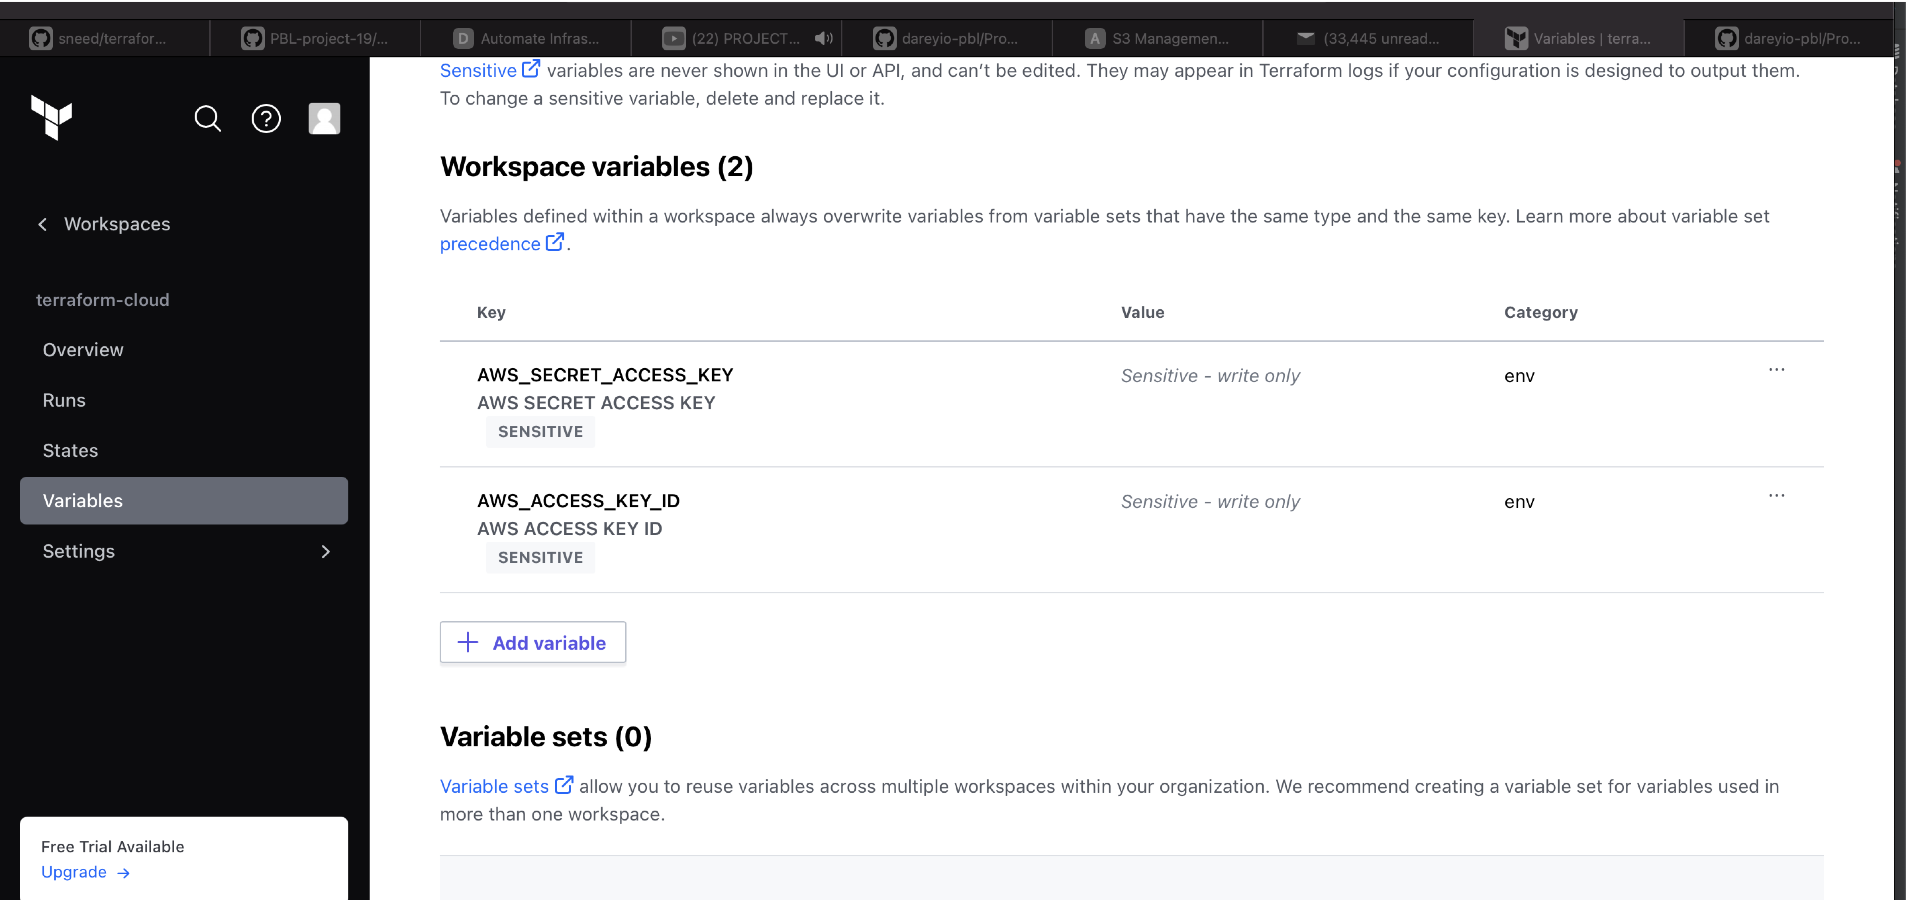 sneed/terrafor...
PBL-project-19/...
D Automate Infras...
(22) PROJECT...
dareyio-pbl/Pro...
A S3 Managemen...
(33,445 unread...
Variables | terra...
dareyio-pbl/Pro...
Workspaces
terraform-cloud
Overview
Runs
States
Variables
Settings
Free Trial Available
Upgrade →
Sensitive variables are never shown in the UI or API, and can’t be edited. They may appear in Terraform logs if your configuration is designed to output them.
To change a sensitive variable, delete and replace it.
Workspace variables (2)
Variables defined within a workspace always overwrite variables from variable sets that have the same type and the same key. Learn more about variable set
precedence.
Key Value Category
AWS_SECRET_ACCESS_KEY Sensitive - write only env ...
AWS SECRET ACCESS KEY
SENSITIVE
AWS_ACCESS_KEY_ID Sensitive - write only env ...
AWS ACCESS KEY ID
SENSITIVE
+ Add variable
Variable sets (0)
Variable sets allow you to reuse variables across multiple workspaces within your organization. We recommend creating a variable set for variables used in
more than one workspace.